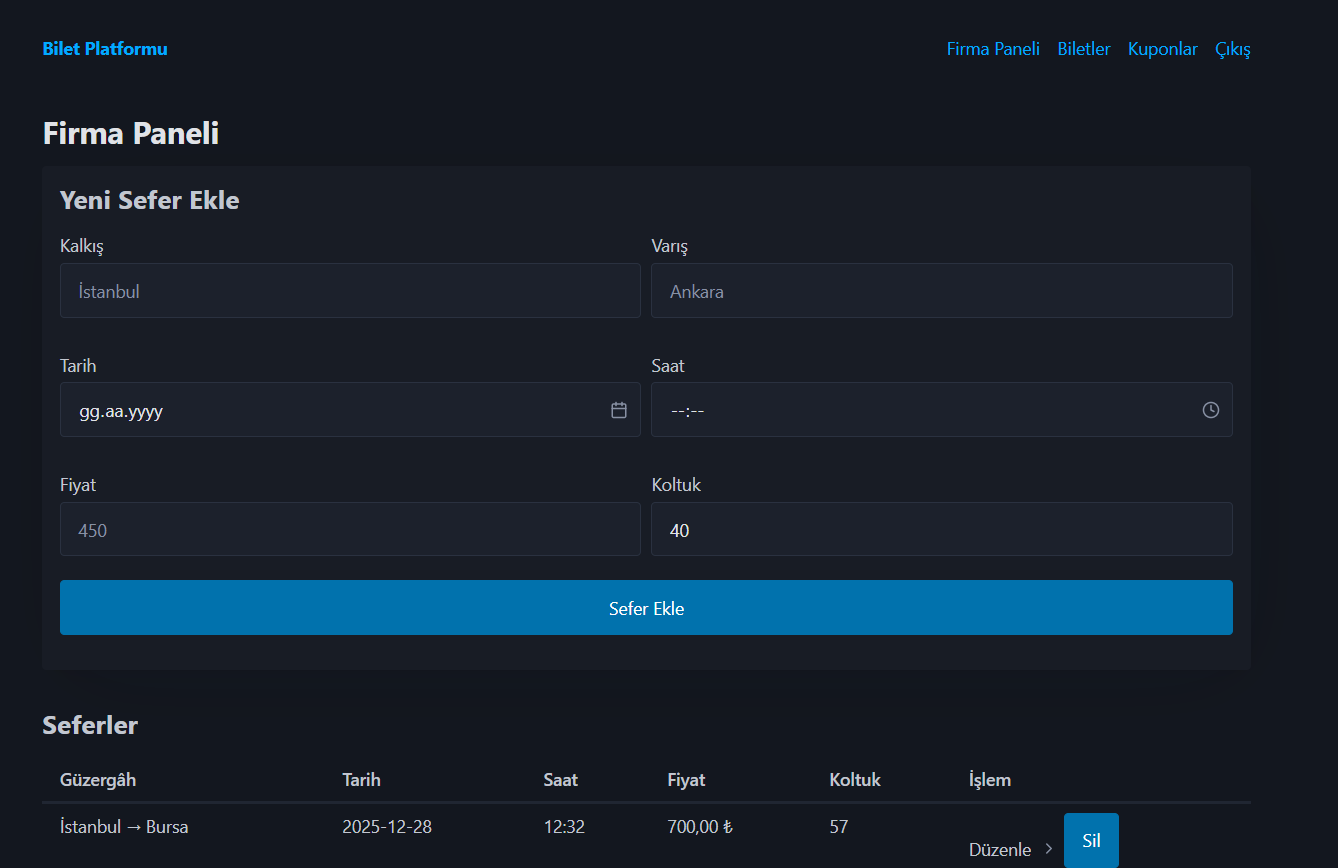 Bilet Platformu Firma Paneli Biletler Kuponlar Çıkış
Firma Paneli
Yeni Sefer Ekle
Kalkış Varış
İstanbul Ankara
Tarih Saat
gg.aa.yyyy --:--
Fiyat Koltuk
450 40
Sefer Ekle
Seferler
Güzergâh Tarih Saat Fiyat Koltuk İşlem
İstanbul → Bursa 2025-12-28 12:32 700,00 ₺ 57 Düzenle Sil